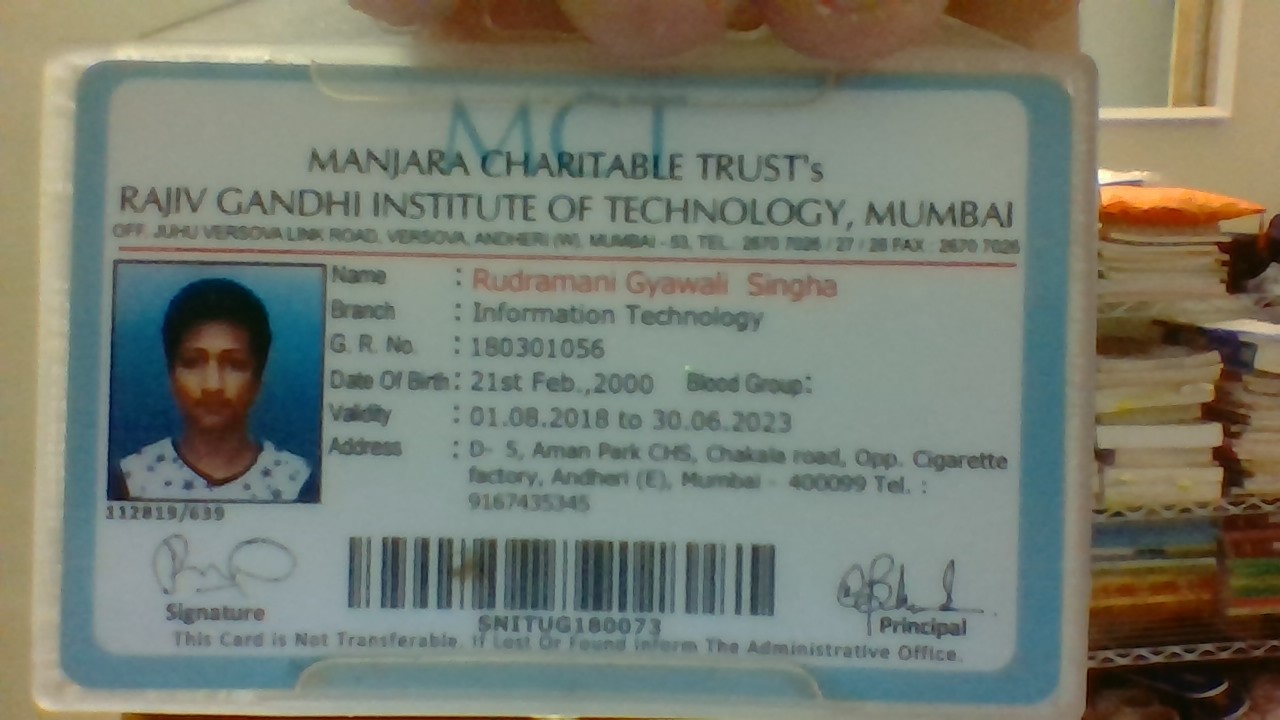 MCT
MANJARA CHARITABLE TRUST's
RAJIV GANDHI INSTITUTE OF TECHNOLOGY, MUMBAI
OFF. JUHU VERSOVA LINK ROAD, VERSOVA, ANDHERI (W), MUMBAI - 53, TEL.: 2670 7026 / 27 / 28 FAX : 2670 7026
Name : Rudramani Gyawali Singha
Branch : Information Technology
G. R. No. : 180301056
Date Of Birth : 21st Feb.,2000 Blood Group:
Validity : 01.08.2018 to 30.06.2023
Address : D- 5, Aman Park CHS, Chakala road, Opp. Cigarette
factory, Andheri (E), Mumbai - 400099 Tel. :
9167435345
112819/639
Signature
SNITUG180073
Principal
This Card is Not Transferable. If Lost Or Found Inform The Administrative Office.